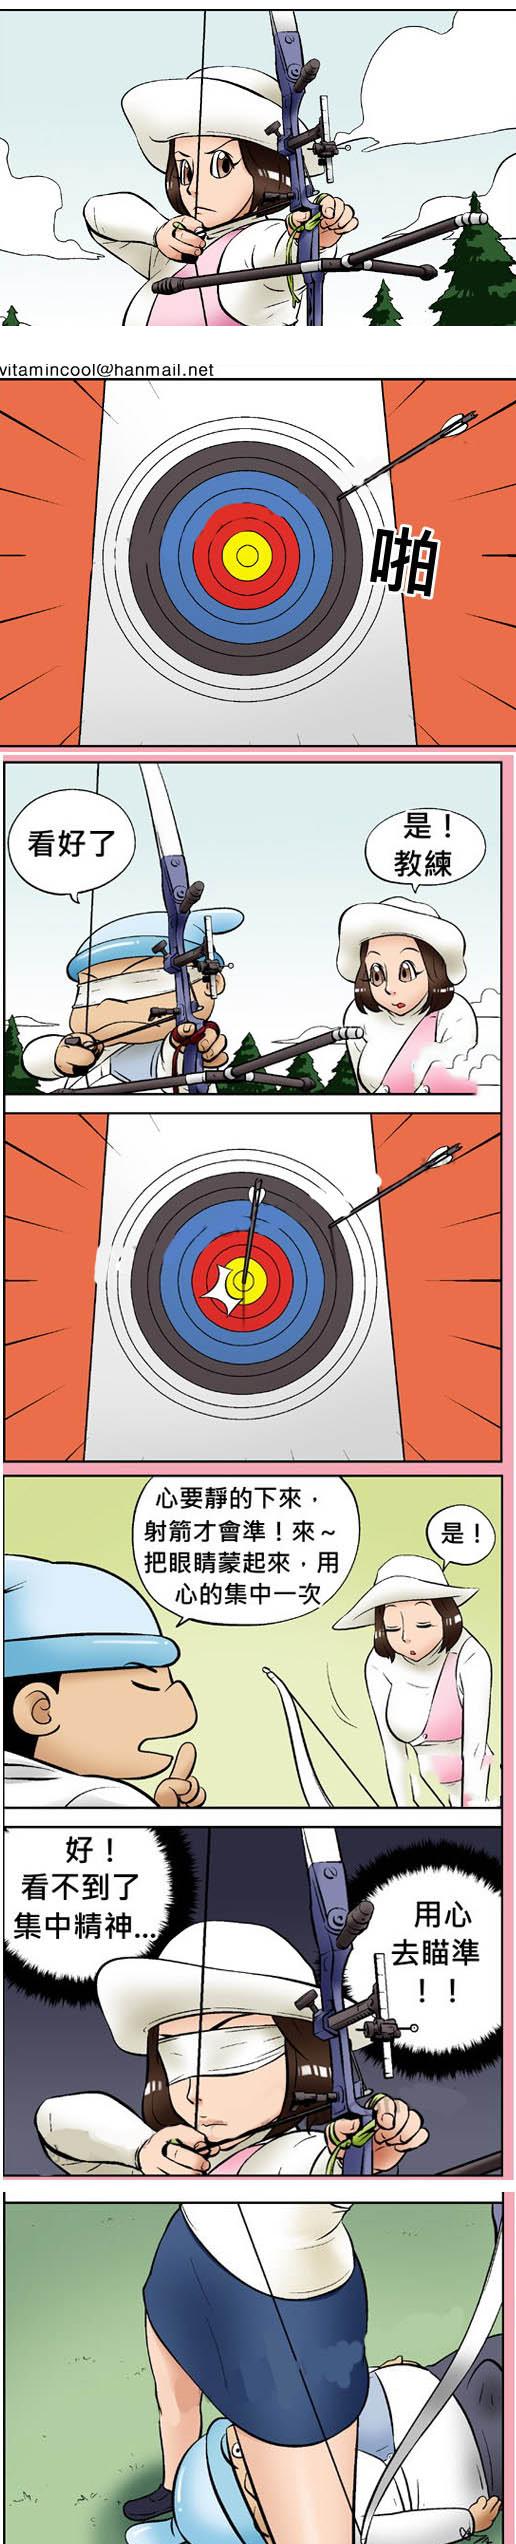 vitamincool@hanmail.net
啪
看好了
是！
教練
心要靜的下來，
射箭才會準！來～
把眼睛蒙起來，用
心的集中一次
是！
好！
看不到了
集中精神...
用心
去瞄準
！！